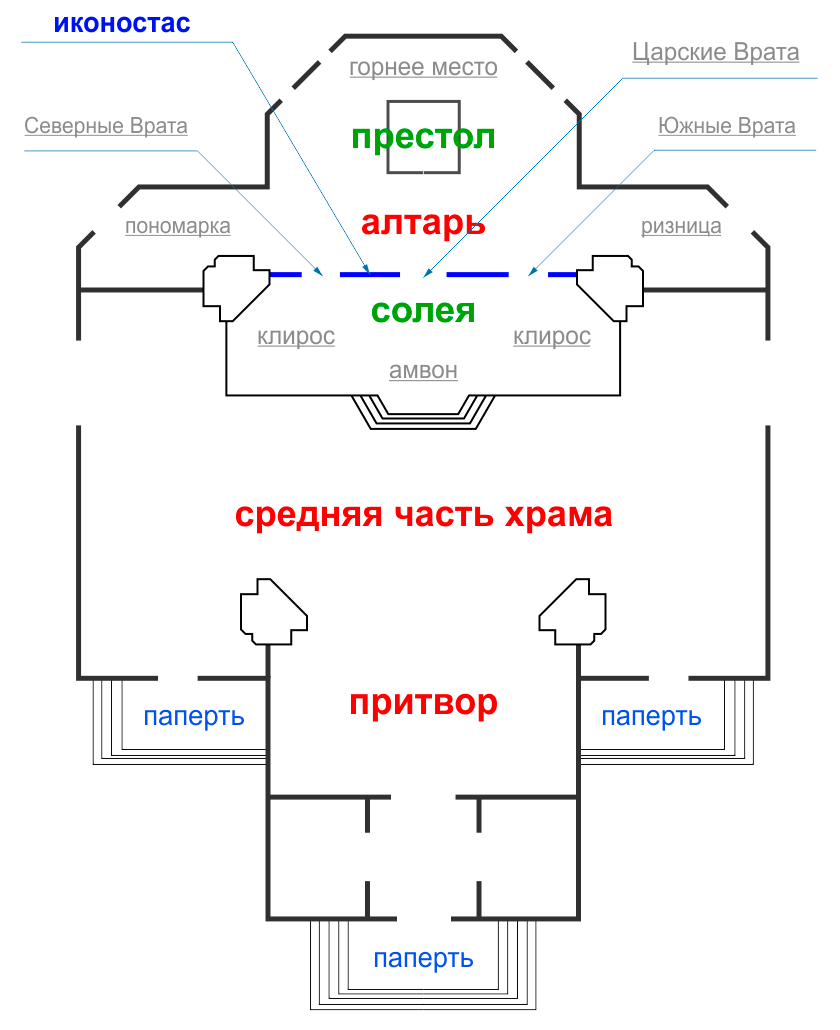 иконостас
Царские Врата
горнее место
Северные Врата
Южные Врата
престол
алтарь
пономарка
ризница
солея
клирос
клирос
амвон
средняя часть храма
притвор
паперть
паперть
паперть